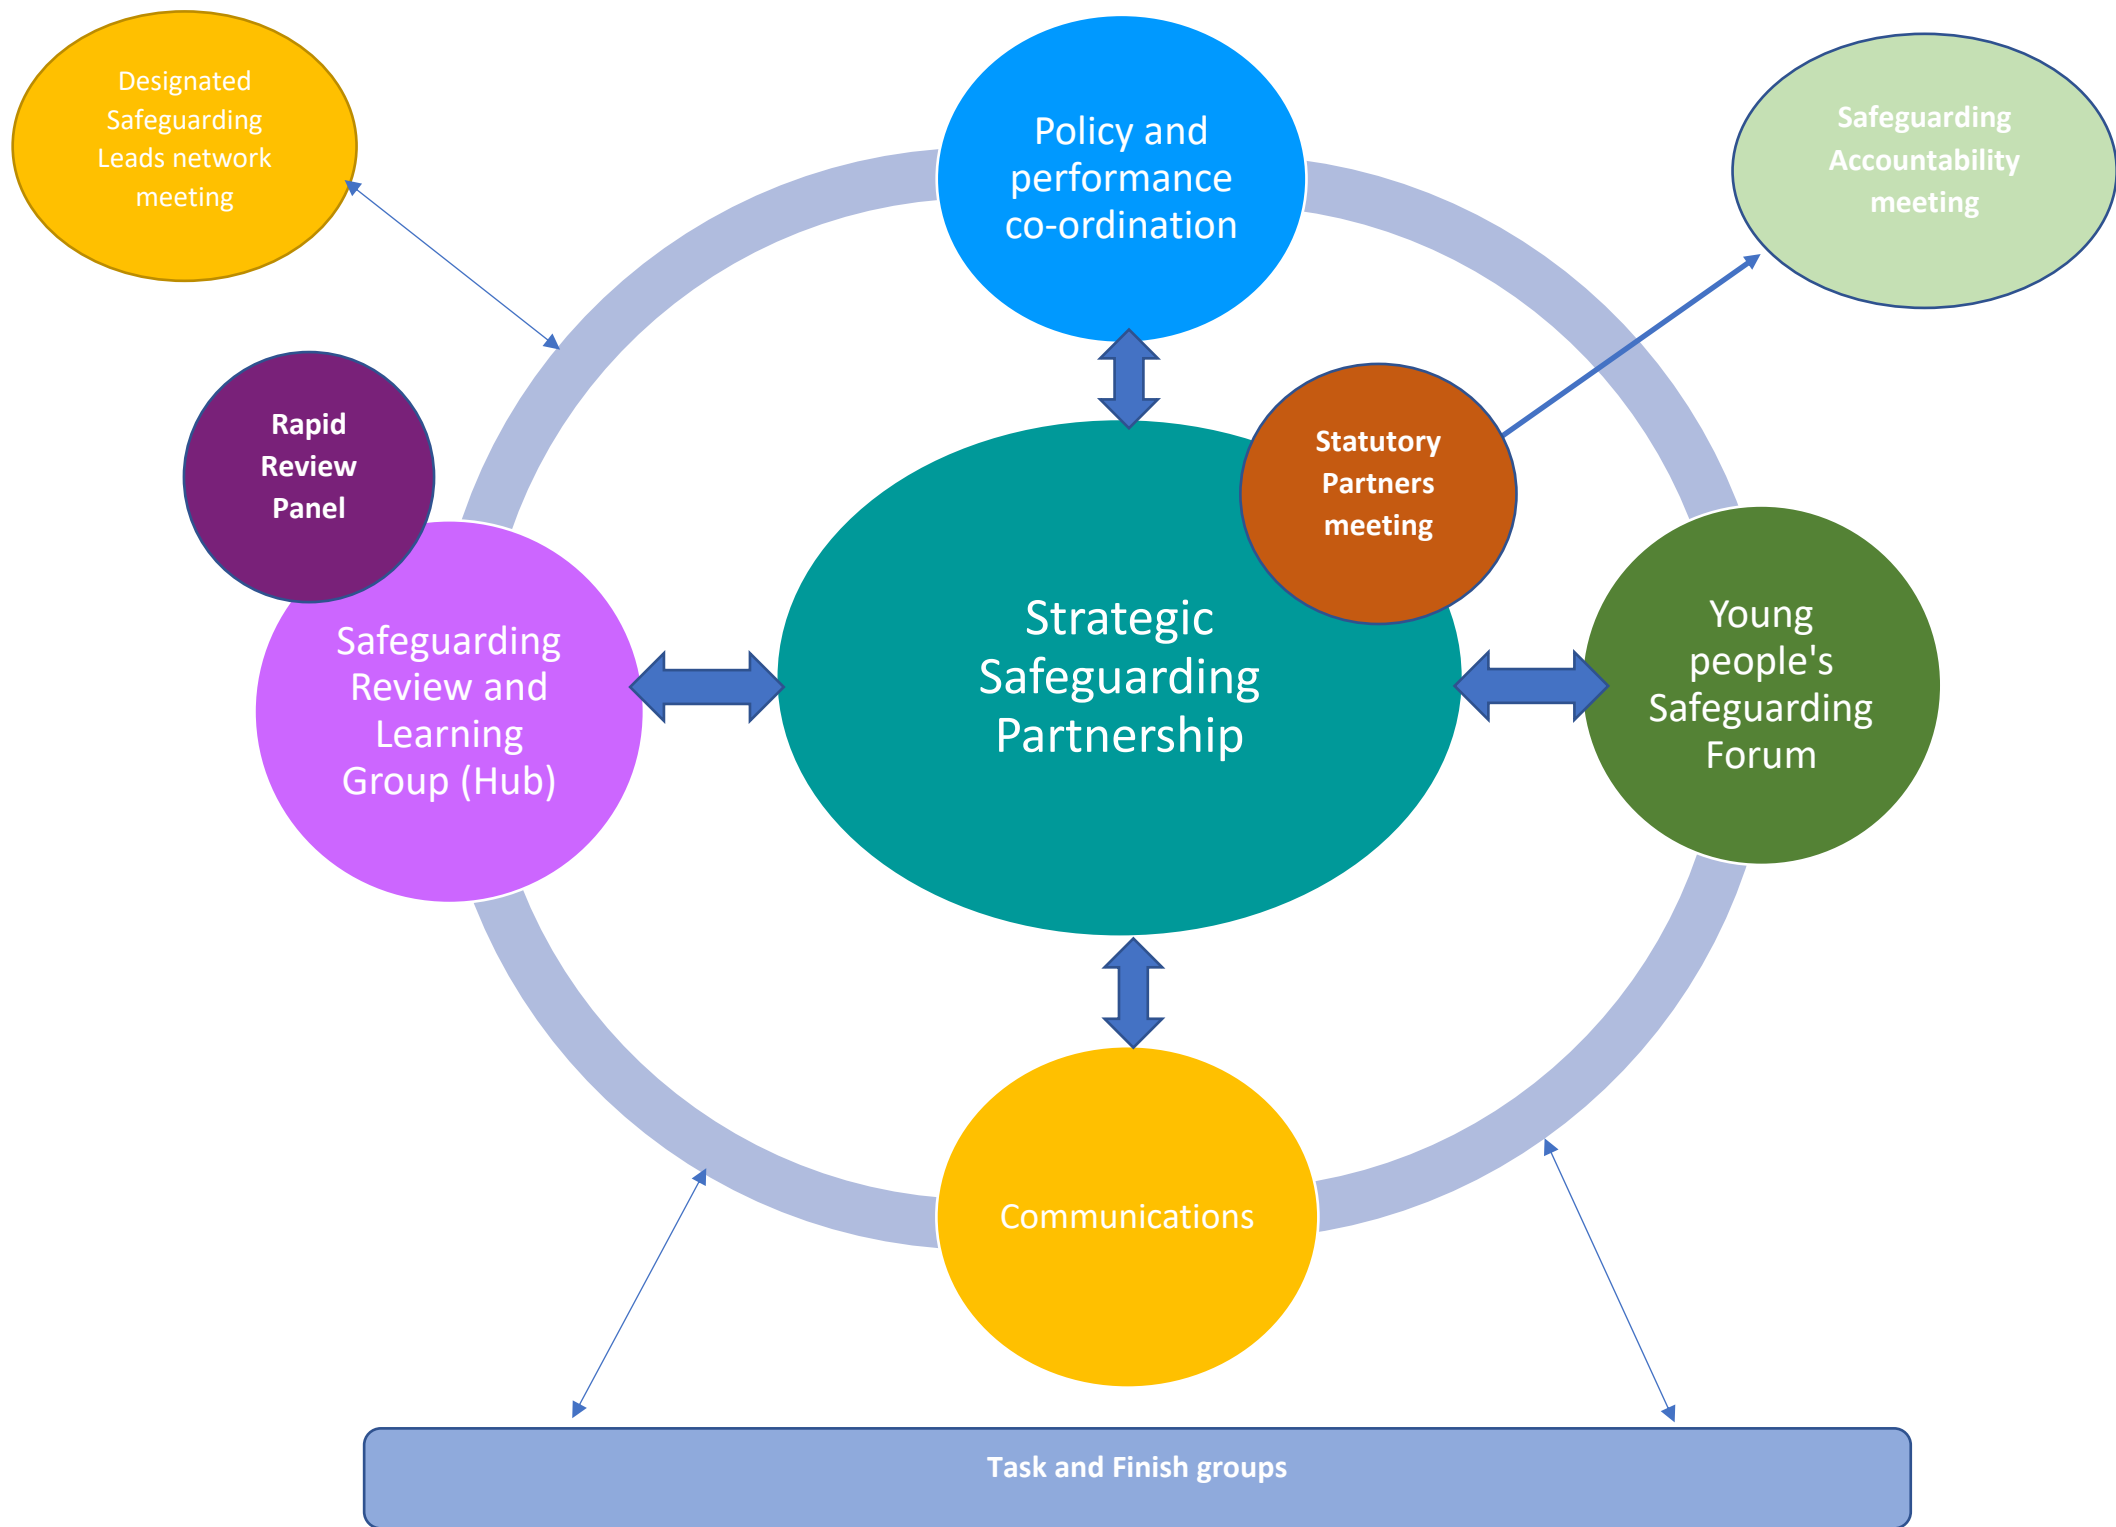 Designated
Safeguarding
Leads network
meeting
Policy and
performance
co-ordination
Safeguarding
Accountability
meeting
Rapid
Review
Panel
Statutory
Partners
meeting
Safeguarding
Review and
Learning
Group (Hub)
Strategic
Safeguarding
Partnership
Young
people's
Safeguarding
Forum
Communications
Task and Finish groups